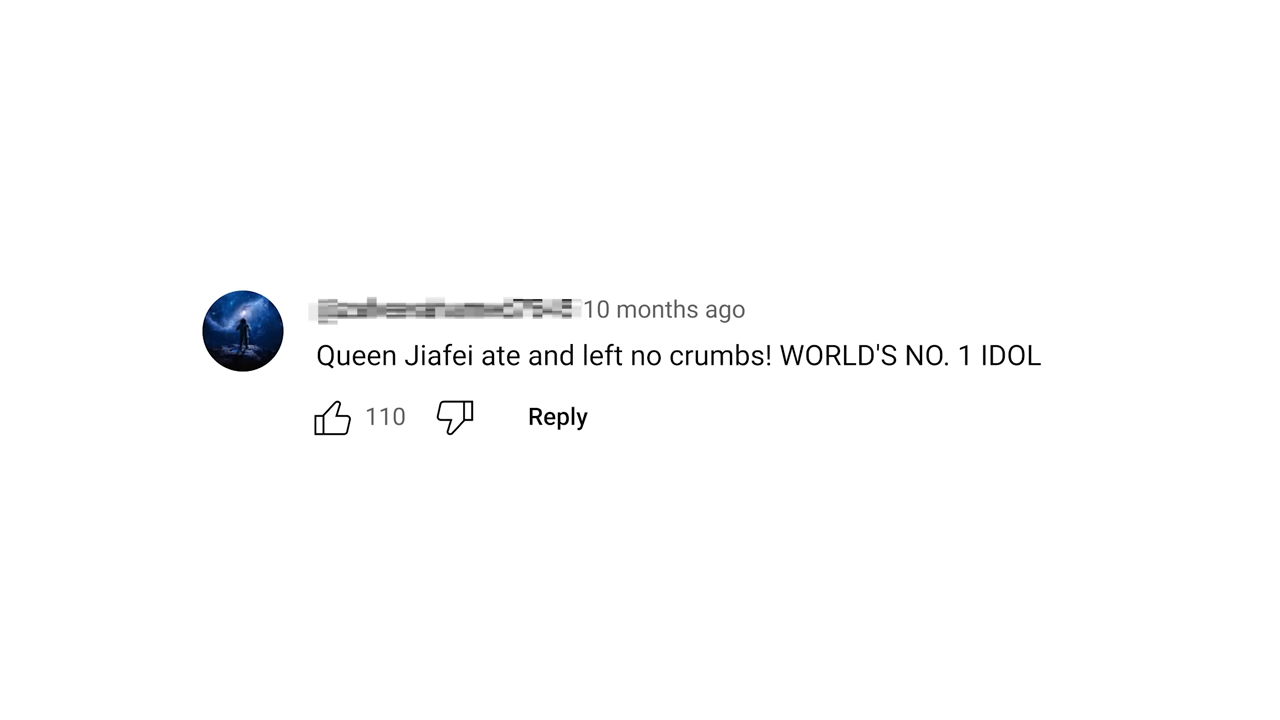 10 months ago
Queen Jiafei ate and left no crumbs! WORLD'S NO. 1 IDOL
110 Reply